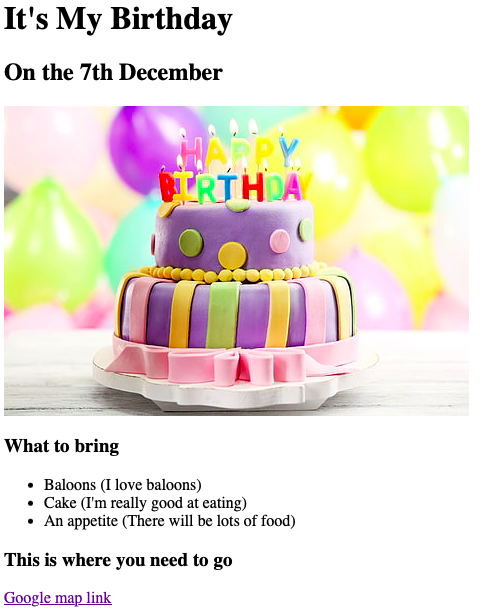 It's My Birthday
On the 7th December
HAPPY
BIRTHDAY
What to bring
Baloons (I love baloons)
Cake (I'm really good at eating)
An appetite (There will be lots of food)
This is where you need to go
Google map link